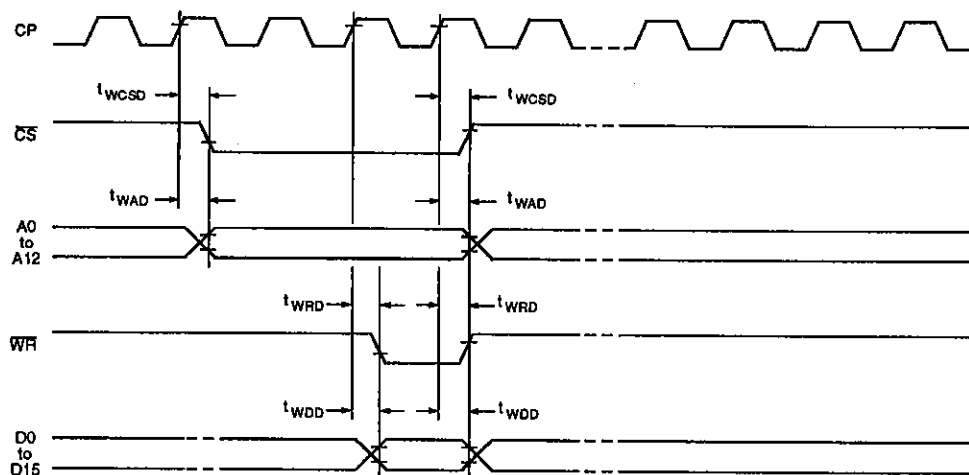 CP
tWCSD
tWCSD
CS
tWAD
tWAD
A0
to
A12
tWRD
tWRD
WR
tWDD
tWDD
D0
to
D15